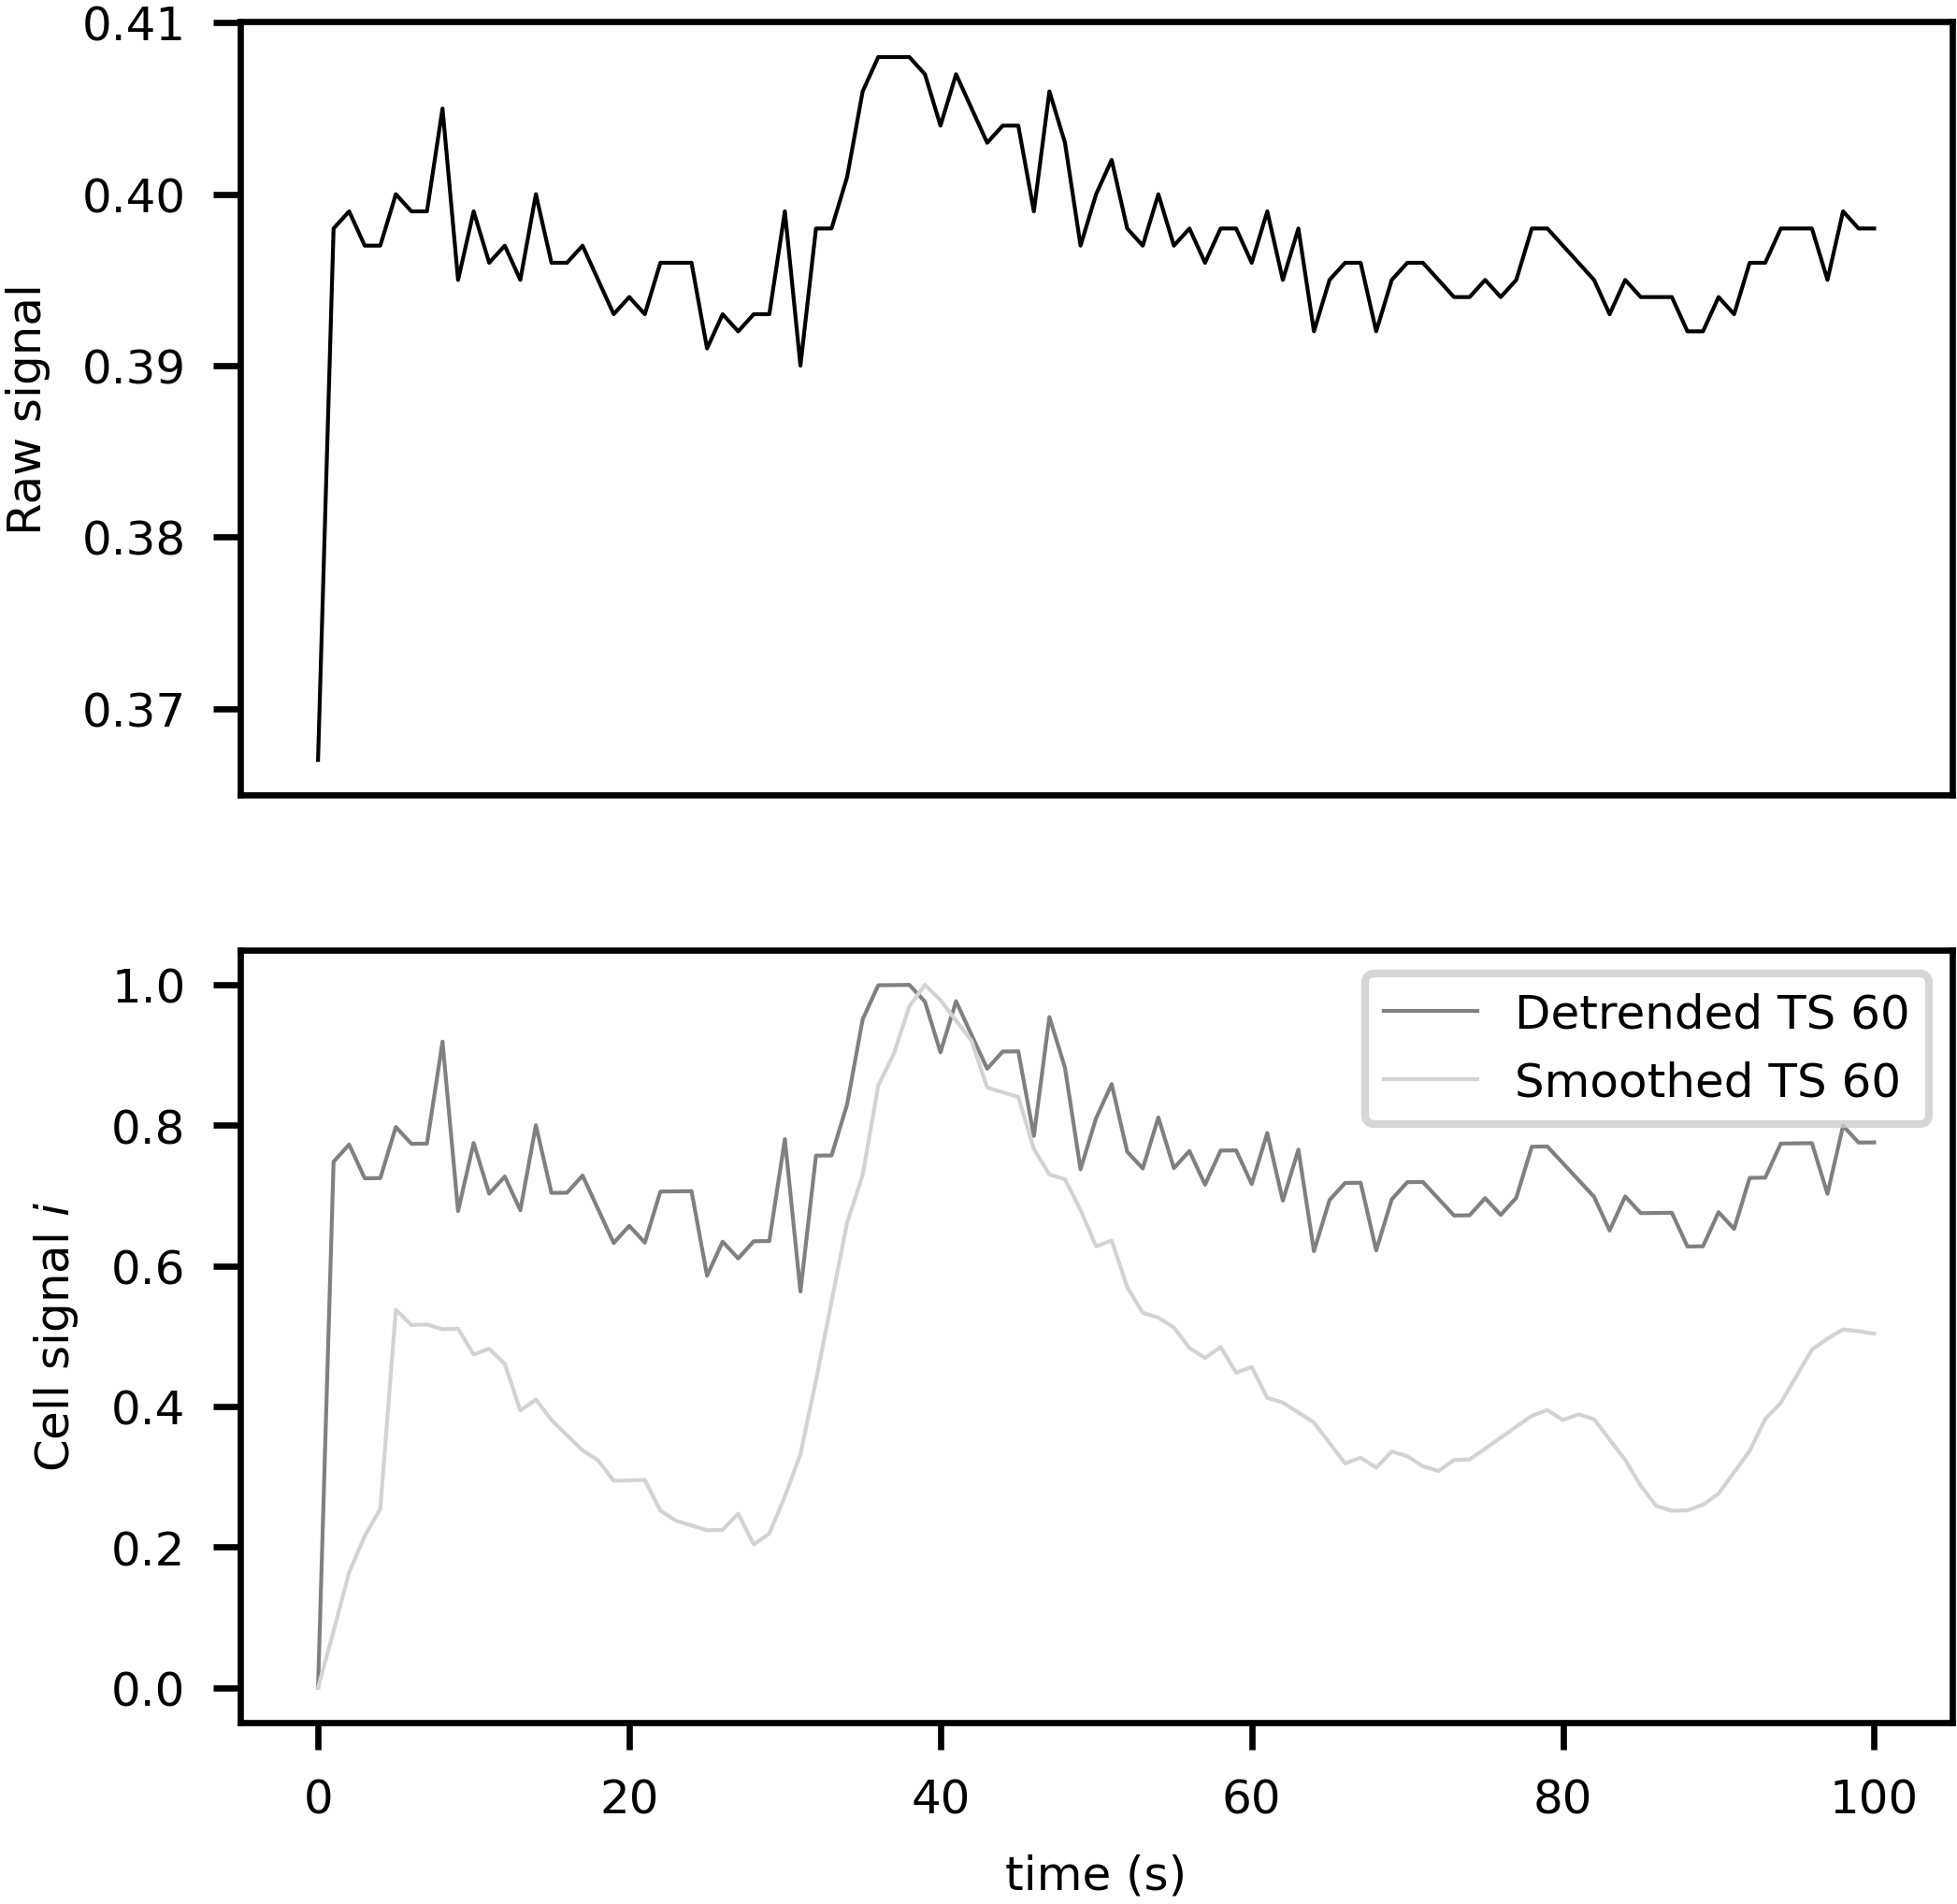 0.41
0.40
0.39
0.38
0.37
Raw signal
1.0
0.8
0.6
0.4
0.2
0.0
Cell signal i
Detrended TS 60
Smoothed TS 60
0 20 40 60 80 100
time (s)